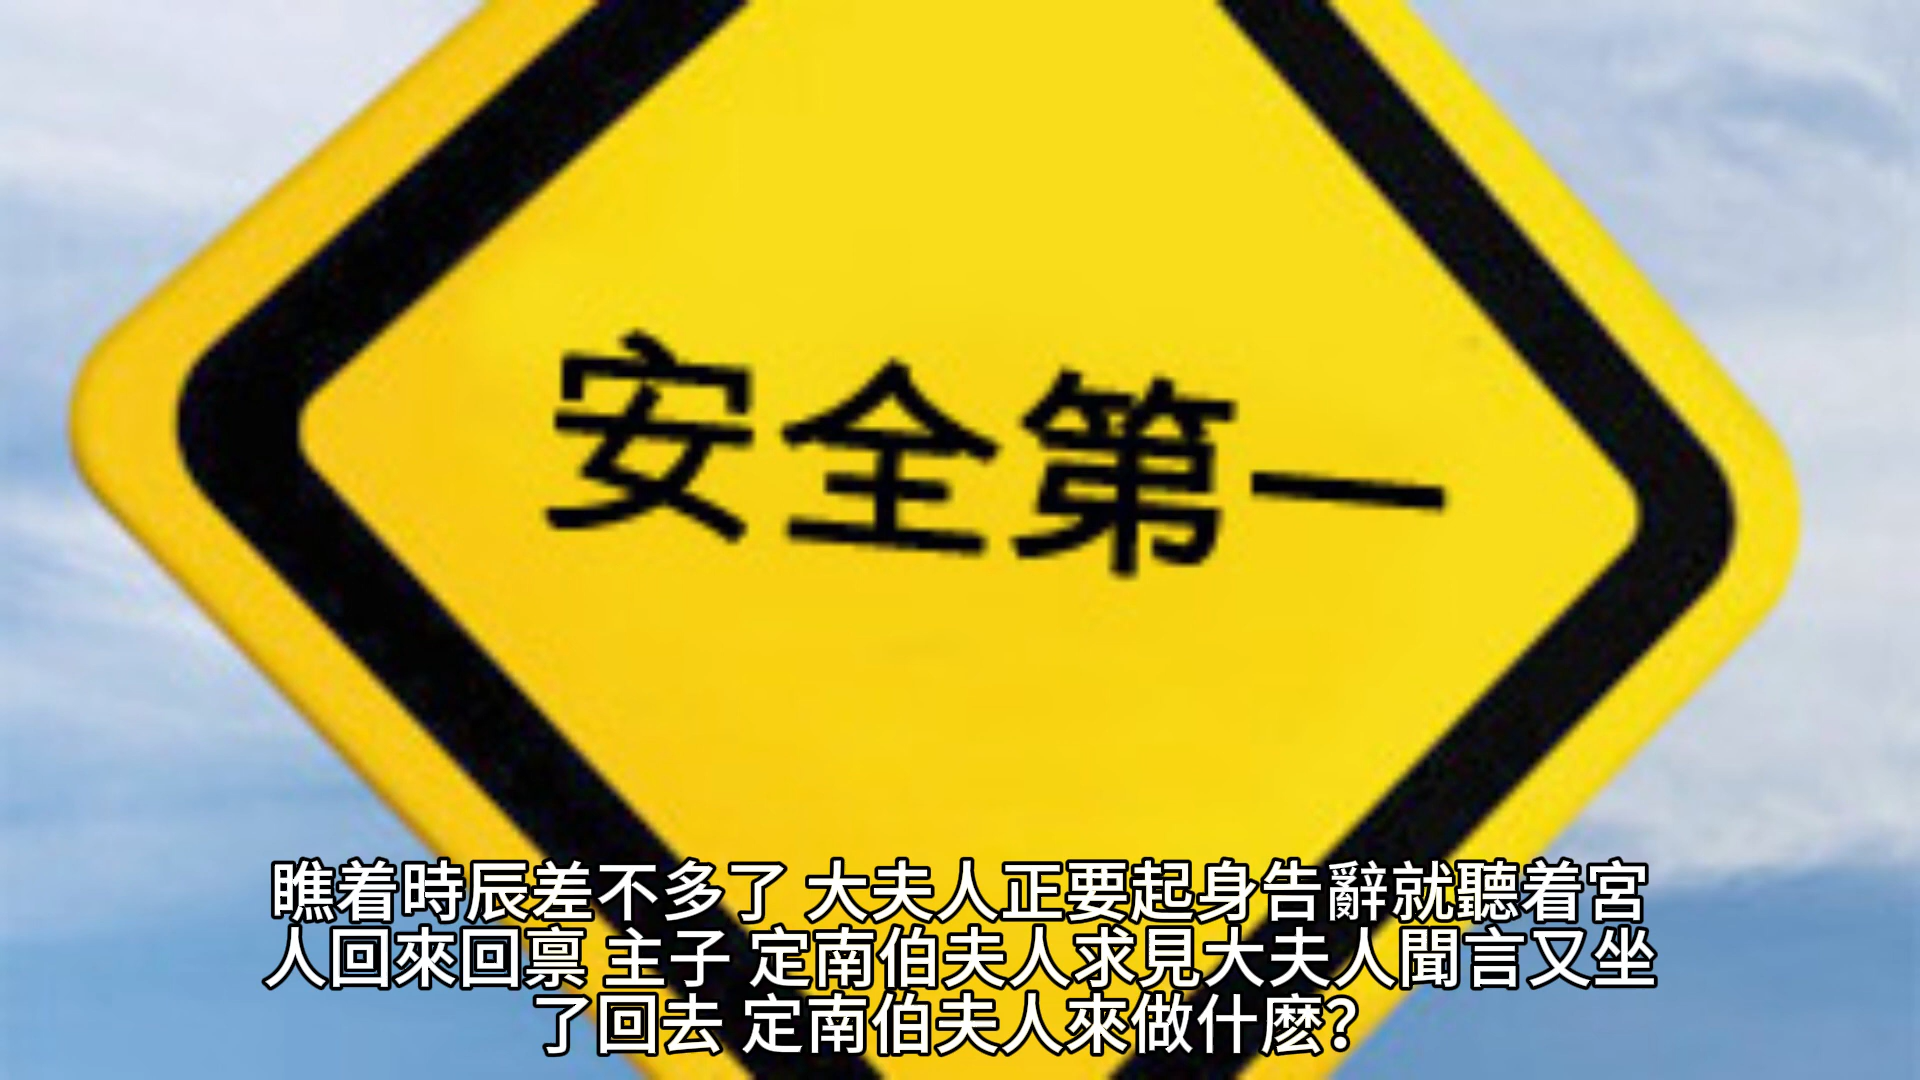 安全第一
瞧着時辰差不多了 大夫人正要起身告辭就聽着宮
人回來回禀 主子 定南伯夫人求見大夫人聞言又坐
了回去 定南伯夫人來做什麽？